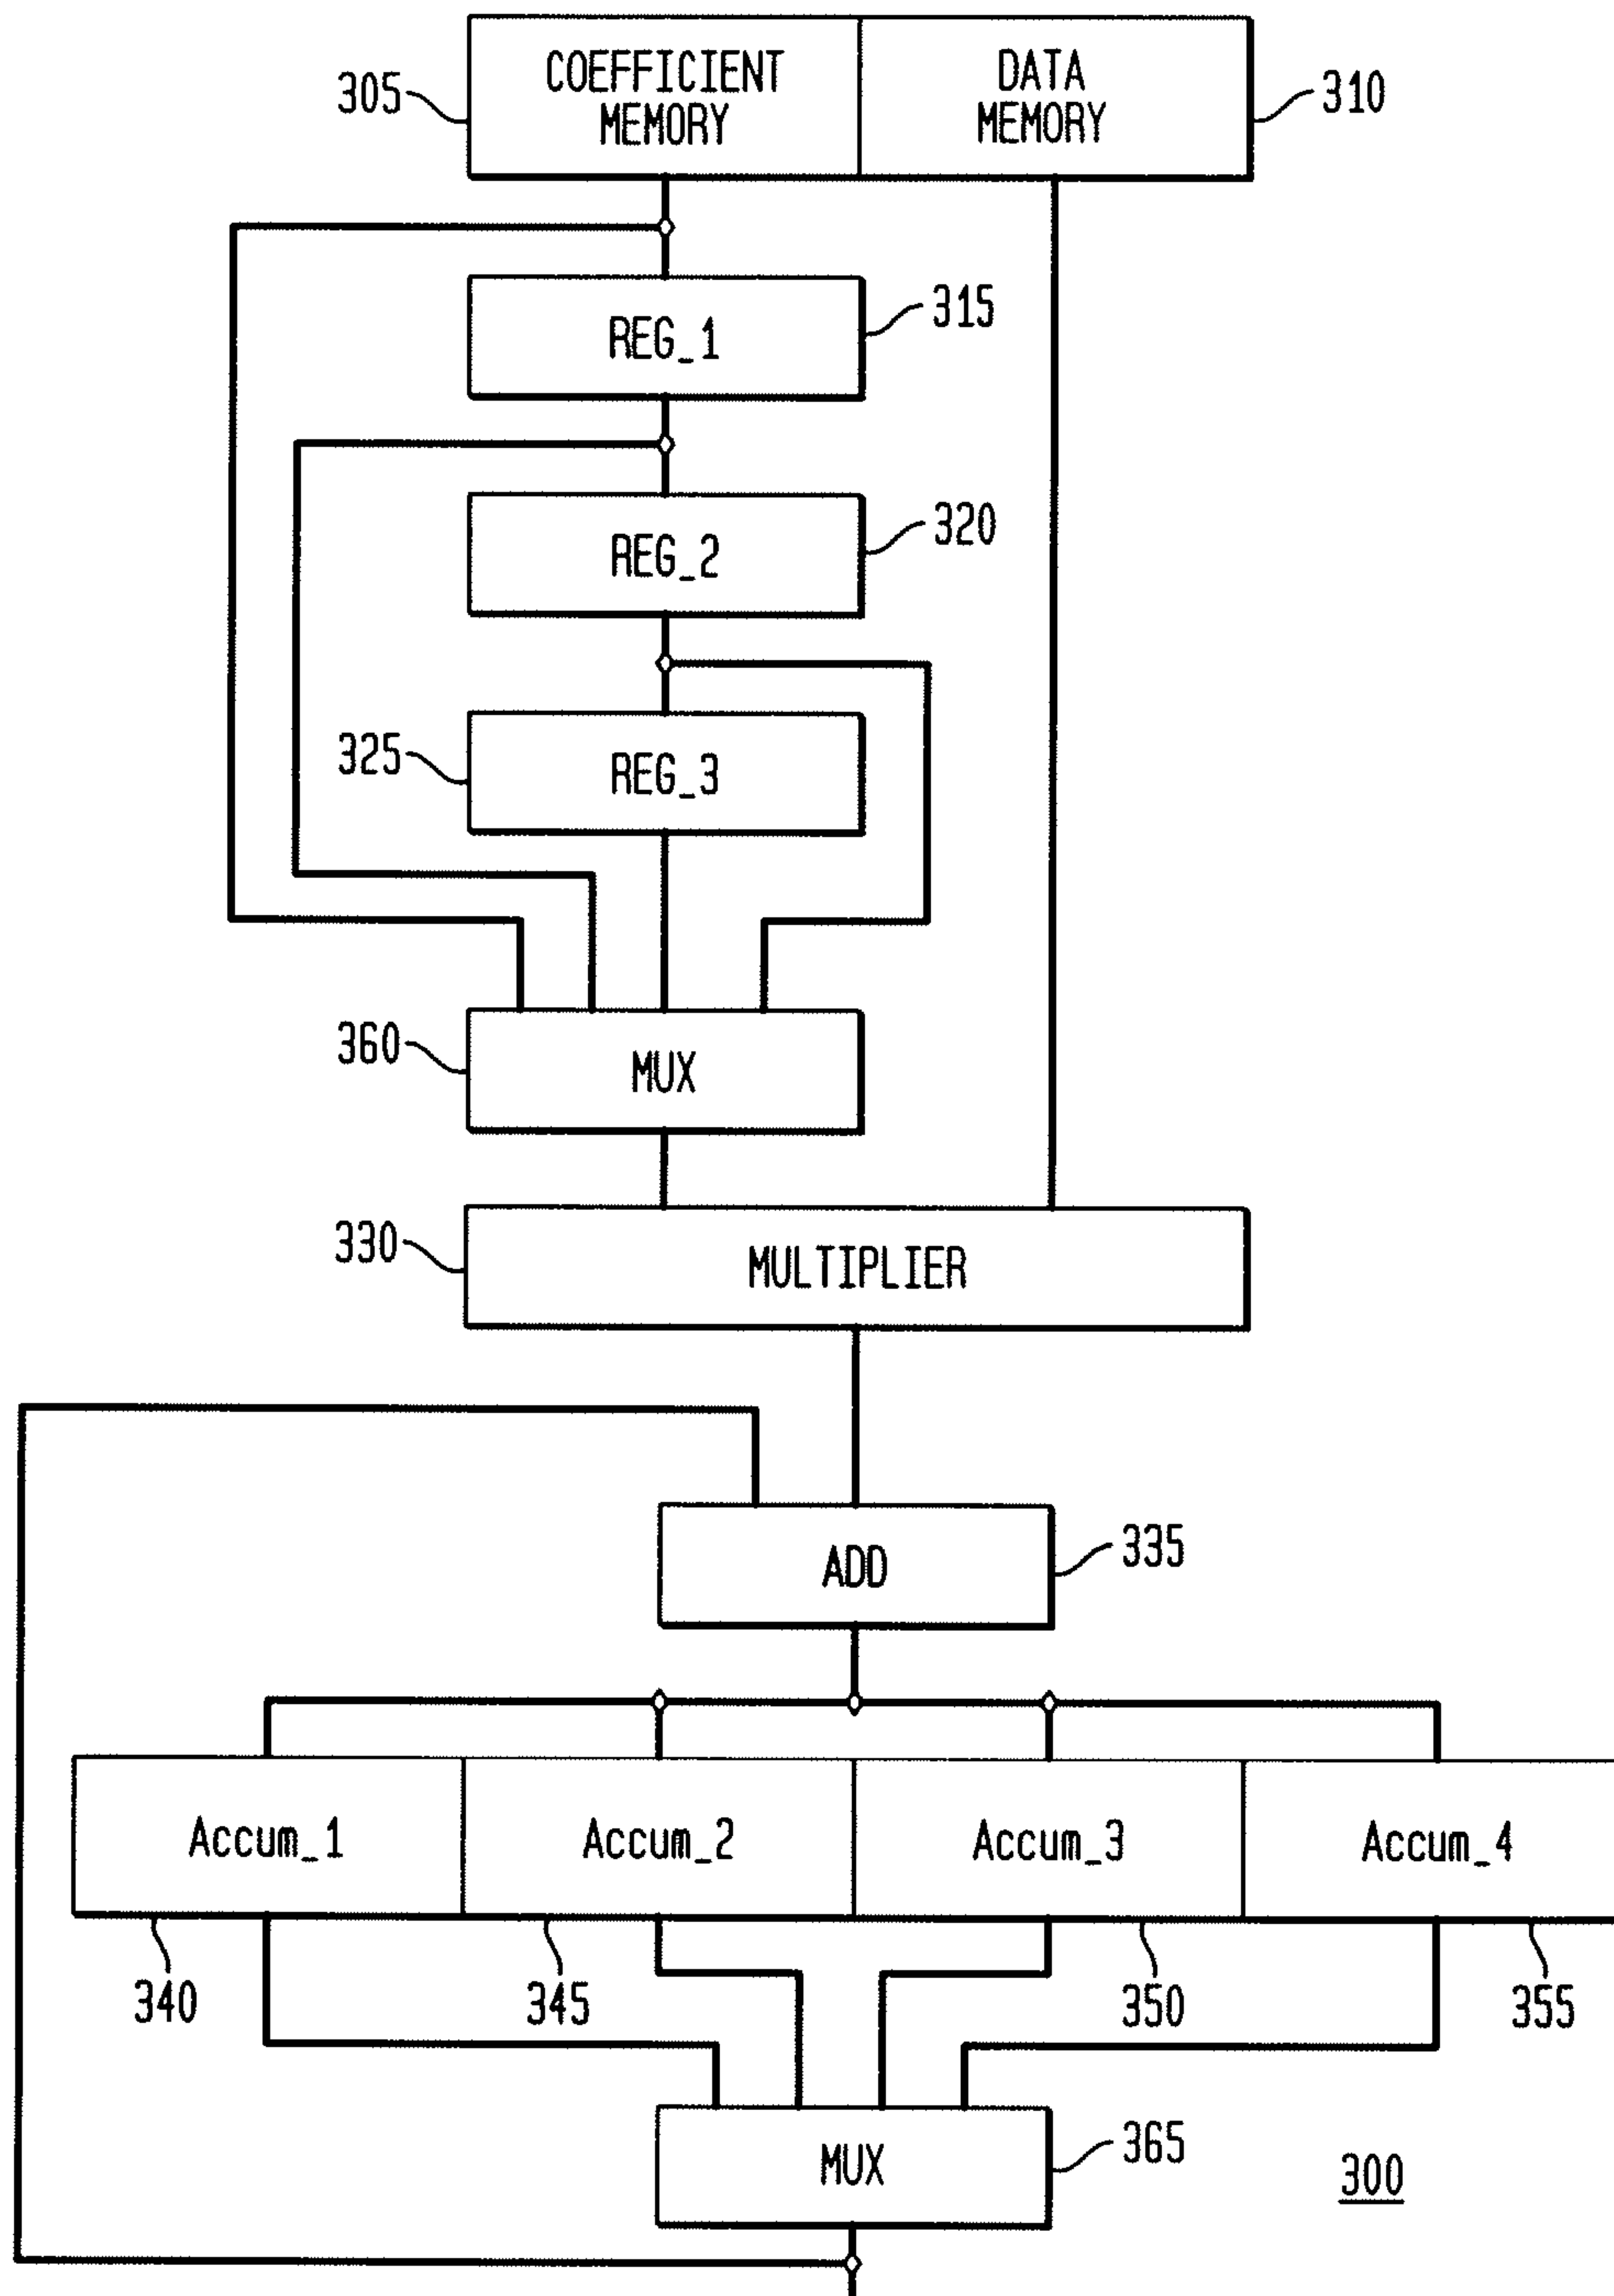 COEFFICIENT
MEMORY
DATA
MEMORY
305
310
REG_1
315
REG_2
320
REG_3
325
MUX
360
MULTIPLIER
330
ADD
335
Accum_1
Accum_2
Accum_3
Accum_4
340
345
350
355
MUX
365
300